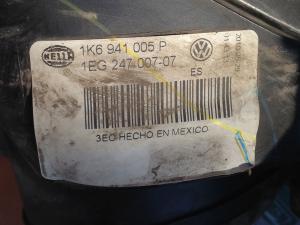 HELLA
1K6 941 005 P
1EG 247 007-07
ES
3EO HECHO EN MEXICO